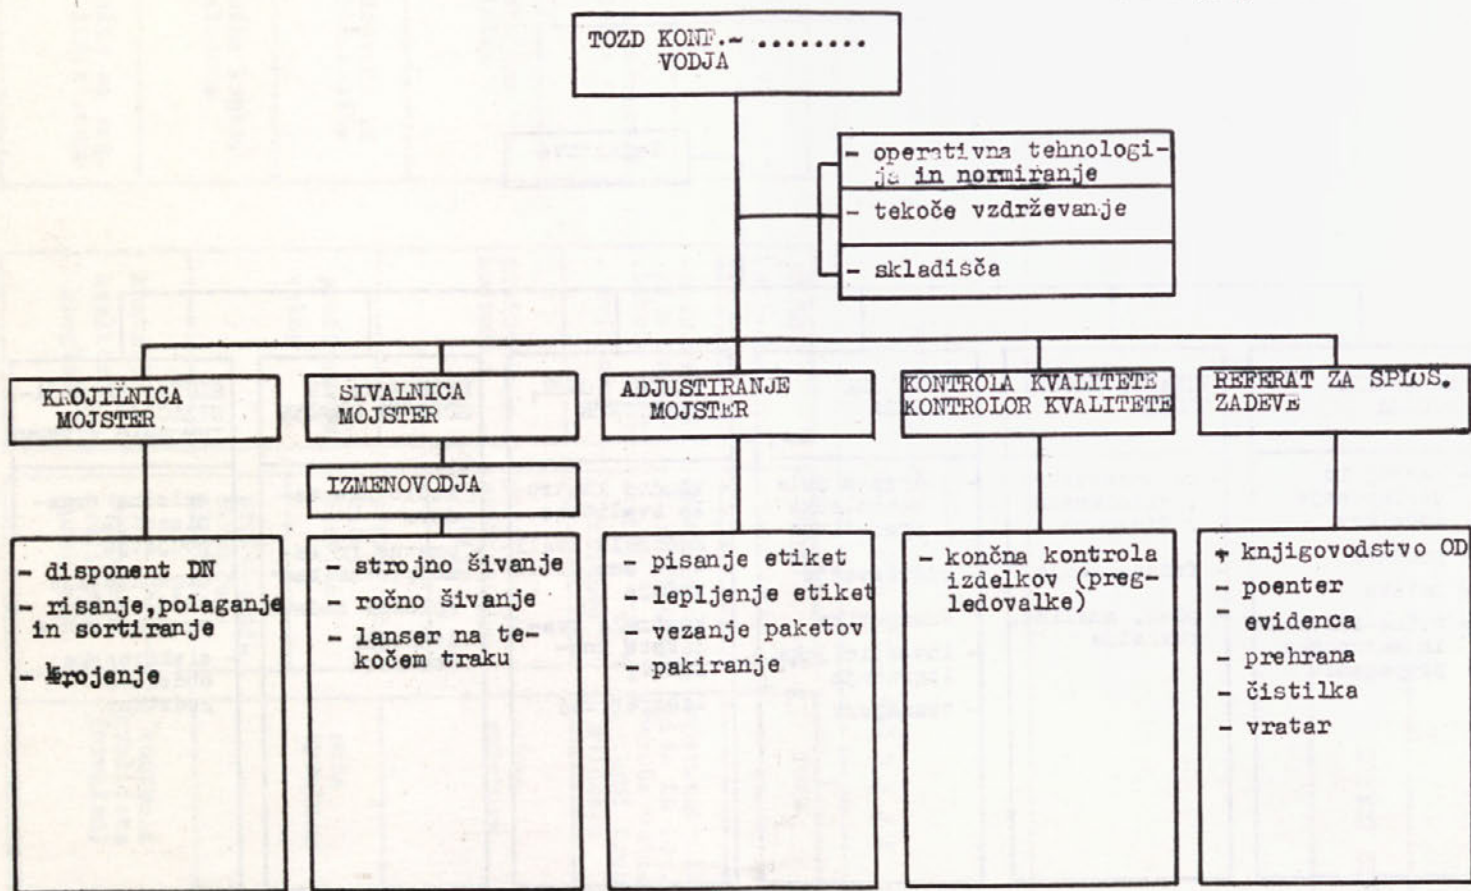 TOZD KONF.- ........
VODJA
- operativna tehnologi-
ja in normiranje
- tekoče vzdrževanje
- skladišča
KROJILNICA
MOJSTER
ŠIVALNICA
MOJSTER
ADJUSTIRANJE
MOJSTER
KONTROLA KVALITETE
KONTROLOR KVALITETE
REFERAT ZA SPLOŠ.
ZADEVE
IZMENOVODJA
- disponent DN
- risanje,polaganje
in sortiranje
- krojenje
- strojno šivanje
- ročno šivanje
- lanser na te-
kočem traku
- pisanje etiket
- lepljenje etiket
- vezanje paketov
- pakiranje
- končna kontrola
izdelkov (preg-
ledovalke)
+ knjigovodstvo OD
- poenter
- evidenca
- prehrana
- čistilka
- vratar